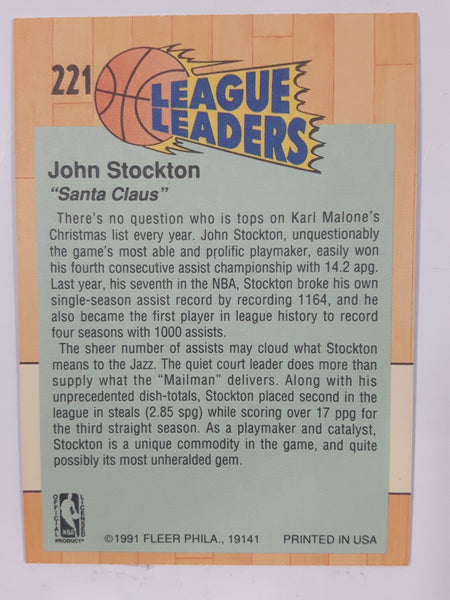 221
LEAGUE
LEADERS
John Stockton
"Santa Claus"
There's no question who is tops on Karl Malone's
Christmas list every year. John Stockton, unquestionably
the game's most able and prolific playmaker, easily won
his fourth consecutive assist championship with 14.2 apg.
Last year, his seventh in the NBA, Stockton broke his own
single-season assist record by recording 1164, and he
also became the first player in league history to record
four seasons with 1000 assists.
The sheer number of assists may cloud what Stockton
means to the Jazz. The quiet court leader does more than
supply what the "Mailman" delivers. Along with his
unprecedented dish-totals, Stockton placed second in the
league in steals (2.85 spg) while scoring over 17 ppg for
the third straight season. As a playmaker and catalyst,
Stockton is a unique commodity in the game, and quite
possibly its most unheralded gem.
OFFICIAL
LICENSED
NBA
PRODUCT
©1991 FLEER PHILA., 19141 PRINTED IN USA